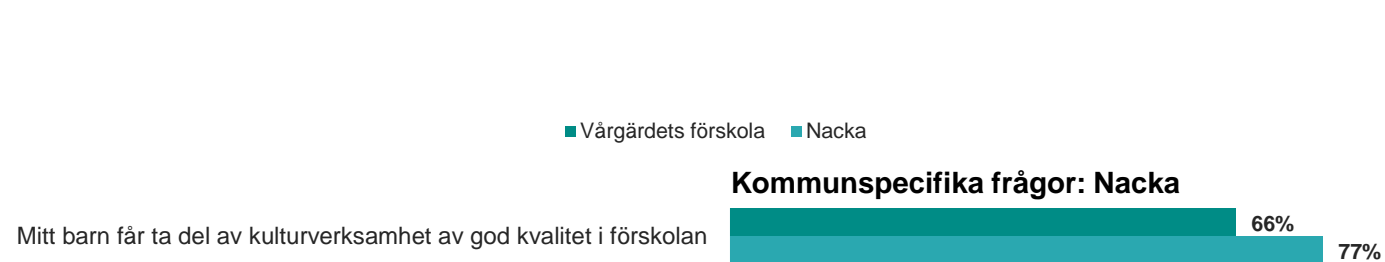 Vårgärdets förskola Nacka
Kommunspecifika frågor: Nacka
66%
Mitt barn får ta del av kulturverksamhet av god kvalitet i förskolan
77%